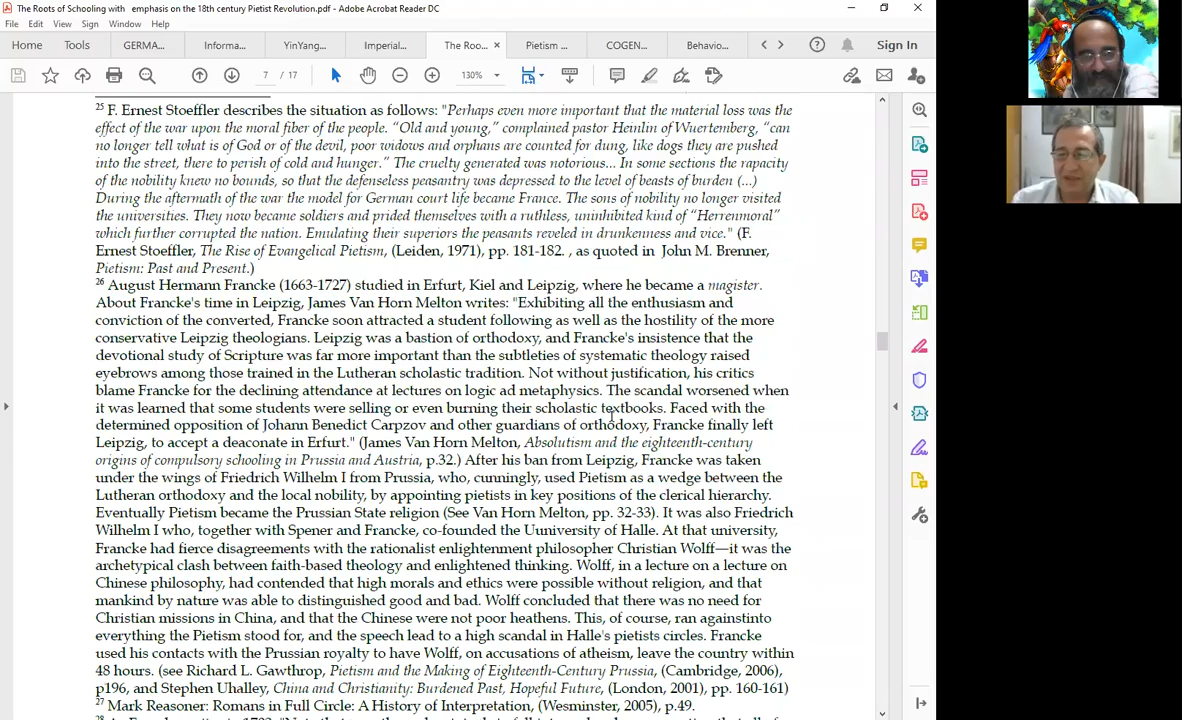 The Roots of Schooling with emphasis on the 18th century Pietist Revolution.pdf - Adobe Acrobat Reader DC
File Edit View Sign Window Help
Home Tools GERMA... Informa... YinYang... Imperial... The Roo... × Pietism ... COGEN... Behavio... Sign In
7 / 17 130%
25 F. Ernest Stoeffler describes the situation as follows: "Perhaps even more important that the material loss was the
effect of the war upon the moral fiber of the people. “Old and young,” complained pastor Heinlin of Wuertemberg, “can
no longer tell what is of God or of the devil, poor widows and orphans are counted for dung, like dogs they are pushed
into the street, there to perish of cold and hunger.” The cruelty generated was notorious... In some sections the rapacity
of the nobility knew no bounds, so that the defenseless peasantry was depressed to the level of beasts of burden (...)
During the aftermath of the war the model for German court life became France. The sons of nobility no longer visited
the universities. They now became soldiers and prided themselves with a ruthless, uninhibited kind of “Herrenmoral”
which further corrupted the nation. Emulating their superiors the peasants reveled in drunkenness and vice." (F.
Ernest Stoeffler, The Rise of Evangelical Pietism, (Leiden, 1971), pp. 181-182. , as quoted in John M. Brenner,
Pietism: Past and Present.)
26 August Hermann Francke (1663-1727) studied in Erfurt, Kiel and Leipzig, where he became a magister.
About Francke's time in Leipzig, James Van Horn Melton writes: "Exhibiting all the enthusiasm and
conviction of the converted, Francke soon attracted a student following as well as the hostility of the more
conservative Leipzig theologians. Leipzig was a bastion of orthodoxy, and Francke's insistence that the
devotional study of Scripture was far more important than the subtleties of systematic theology raised
eyebrows among those trained in the Lutheran scholastic tradition. Not without justification, his critics
blame Francke for the declining attendance at lectures on logic ad metaphysics. The scandal worsened when
it was learned that some students were selling or even burning their scholastic textbooks. Faced with the
determined opposition of Johann Benedict Carpzov and other guardians of orthodoxy, Francke finally left
Leipzig, to accept a deaconate in Erfurt." (James Van Horn Melton, Absolutism and the eighteenth-century
origins of compulsory schooling in Prussia and Austria, p.32.) After his ban from Leipzig, Francke was taken
under the wings of Friedrich Wilhelm I from Prussia, who, cunningly, used Pietism as a wedge between the
Lutheran orthodoxy and the local nobility, by appointing pietists in key positions of the clerical hierarchy.
Eventually Pietism became the Prussian State religion (See Van Horn Melton, pp. 32-33). It was also Friedrich
Wilhelm I who, together with Spener and Francke, co-founded the Uuniversity of Halle. At that university,
Francke had fierce disagreements with the rationalist enlightenment philosopher Christian Wolff—it was the
archetypical clash between faith-based theology and enlightened thinking. Wolff, in a lecture on a lecture on
Chinese philosophy, had contended that high morals and ethics were possible without religion, and that
mankind by nature was able to distinguished good and bad. Wolff concluded that there was no need for
Christian missions in China, and that the Chinese were not poor heathens. This, of course, ran againstinto
everything the Pietism stood for, and the speech lead to a high scandal in Halle's pietists circles. Francke
used his contacts with the Prussian royalty to have Wolff, on accusations of atheism, leave the country within
48 hours. (see Richard L. Gawthrop, Pietism and the Making of Eighteenth-Century Prussia, (Cambridge, 2006),
p196, and Stephen Uhalley, China and Christianity: Burdened Past, Hopeful Future, (London, 2001), pp. 160-161)
27 Mark Reasoner: Romans in Full Circle: A History of Interpretation, (Wesminster, 2005), p.49.